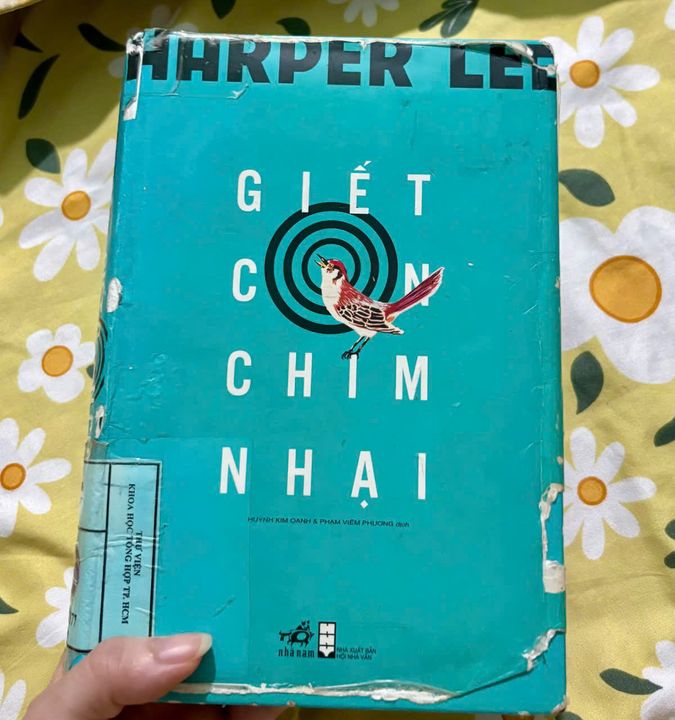 HARPER LEE
GIẾT
CON
CHIM
NHẠI
HUỲNH KIM OANH & PHẠM VIÊM PHƯƠNG dịch
THƯ VIỆN
KHOA HỌC TỔNG HỢP TP. HCM
nhã nam
NHÀ XUẤT BẢN
HỘI NHÀ VĂN